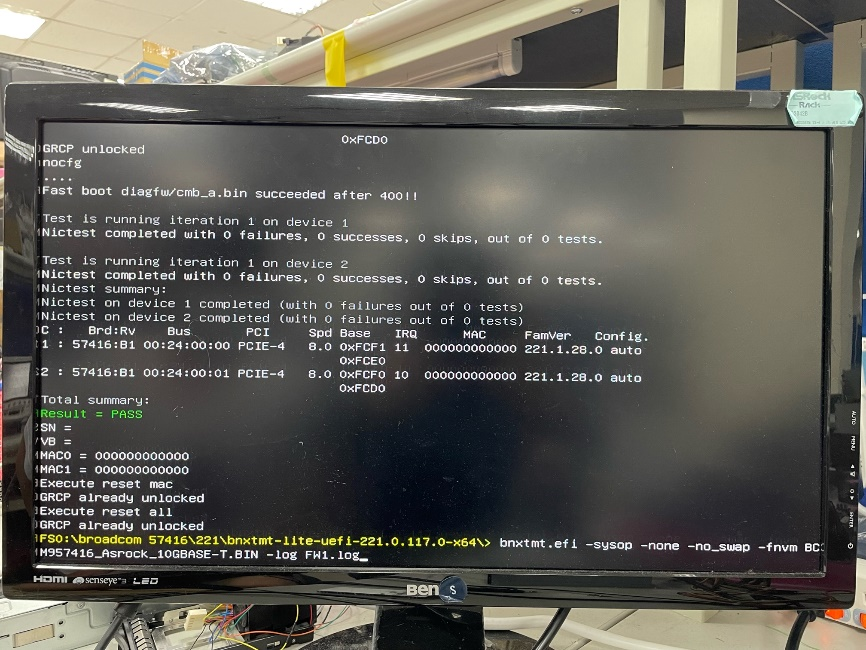 0xFCD0
GRCP unlocked
nocfg
....
Fast boot diagfw/cmb_a.bin succeeded after 400!!
Test is running iteration 1 on device 1
Nictest completed with 0 failures, 0 successes, 0 skips, out of 0 tests.
Test is running iteration 1 on device 2
Nictest completed with 0 failures, 0 successes, 0 skips, out of 0 tests.
Nictest summary:
Nictest on device 1 completed (with 0 failures out of 0 tests)
Nictest on device 2 completed (with 0 failures out of 0 tests)
C : Brd:Rv Bus PCI Spd Base IRQ MAC FamVer Config.
1 : 57416:B1 00:24:00:00 PCIE-4 8.0 0xFCF1 11 000000000000 221.1.28.0 auto
0xFCE0
2 : 57416:B1 00:24:00:01 PCIE-4 8.0 0xFCF0 10 000000000000 221.1.28.0 auto
0xFCD0
Total summary:
Result = PASS
SN =
VB =
MAC0 = 000000000000
MAC1 = 000000000000
Execute reset mac
GRCP already unlocked
Execute reset all
GRCP already unlocked
FS0:\broadcom 57416\221\bnxtmt-lite-uefi-221.0.117.0-x64\> bnxtmt.efi -sysop -none -no_swap -fnvm BC
M957416_Asrock_10GBASE-T.BIN -log FW1.log_
HDMI senseye 3 LED
BenQ S
ASRock
Rack
AUTO
MENU
ENTER